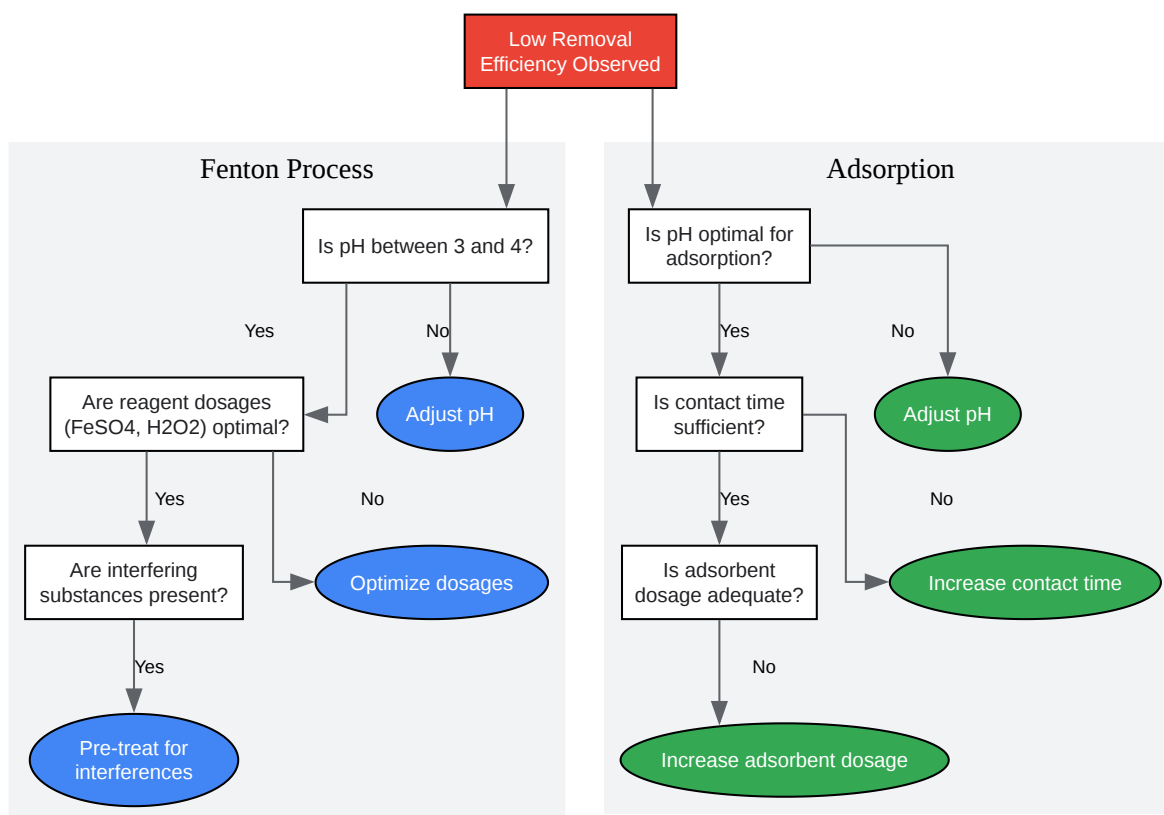 Low Removal
Efficiency Observed
Fenton Process
Is pH between 3 and 4?
Yes
No
Are reagent dosages
(FeSO4, H2O2) optimal?
Adjust pH
Yes
No
Are interfering
substances present?
Optimize dosages
Yes
Pre-treat for
interferences
Adsorption
Is pH optimal for
adsorption?
Yes
No
Is contact time
sufficient?
Adjust pH
Yes
No
Is adsorbent
dosage adequate?
Increase contact time
No
Increase adsorbent dosage